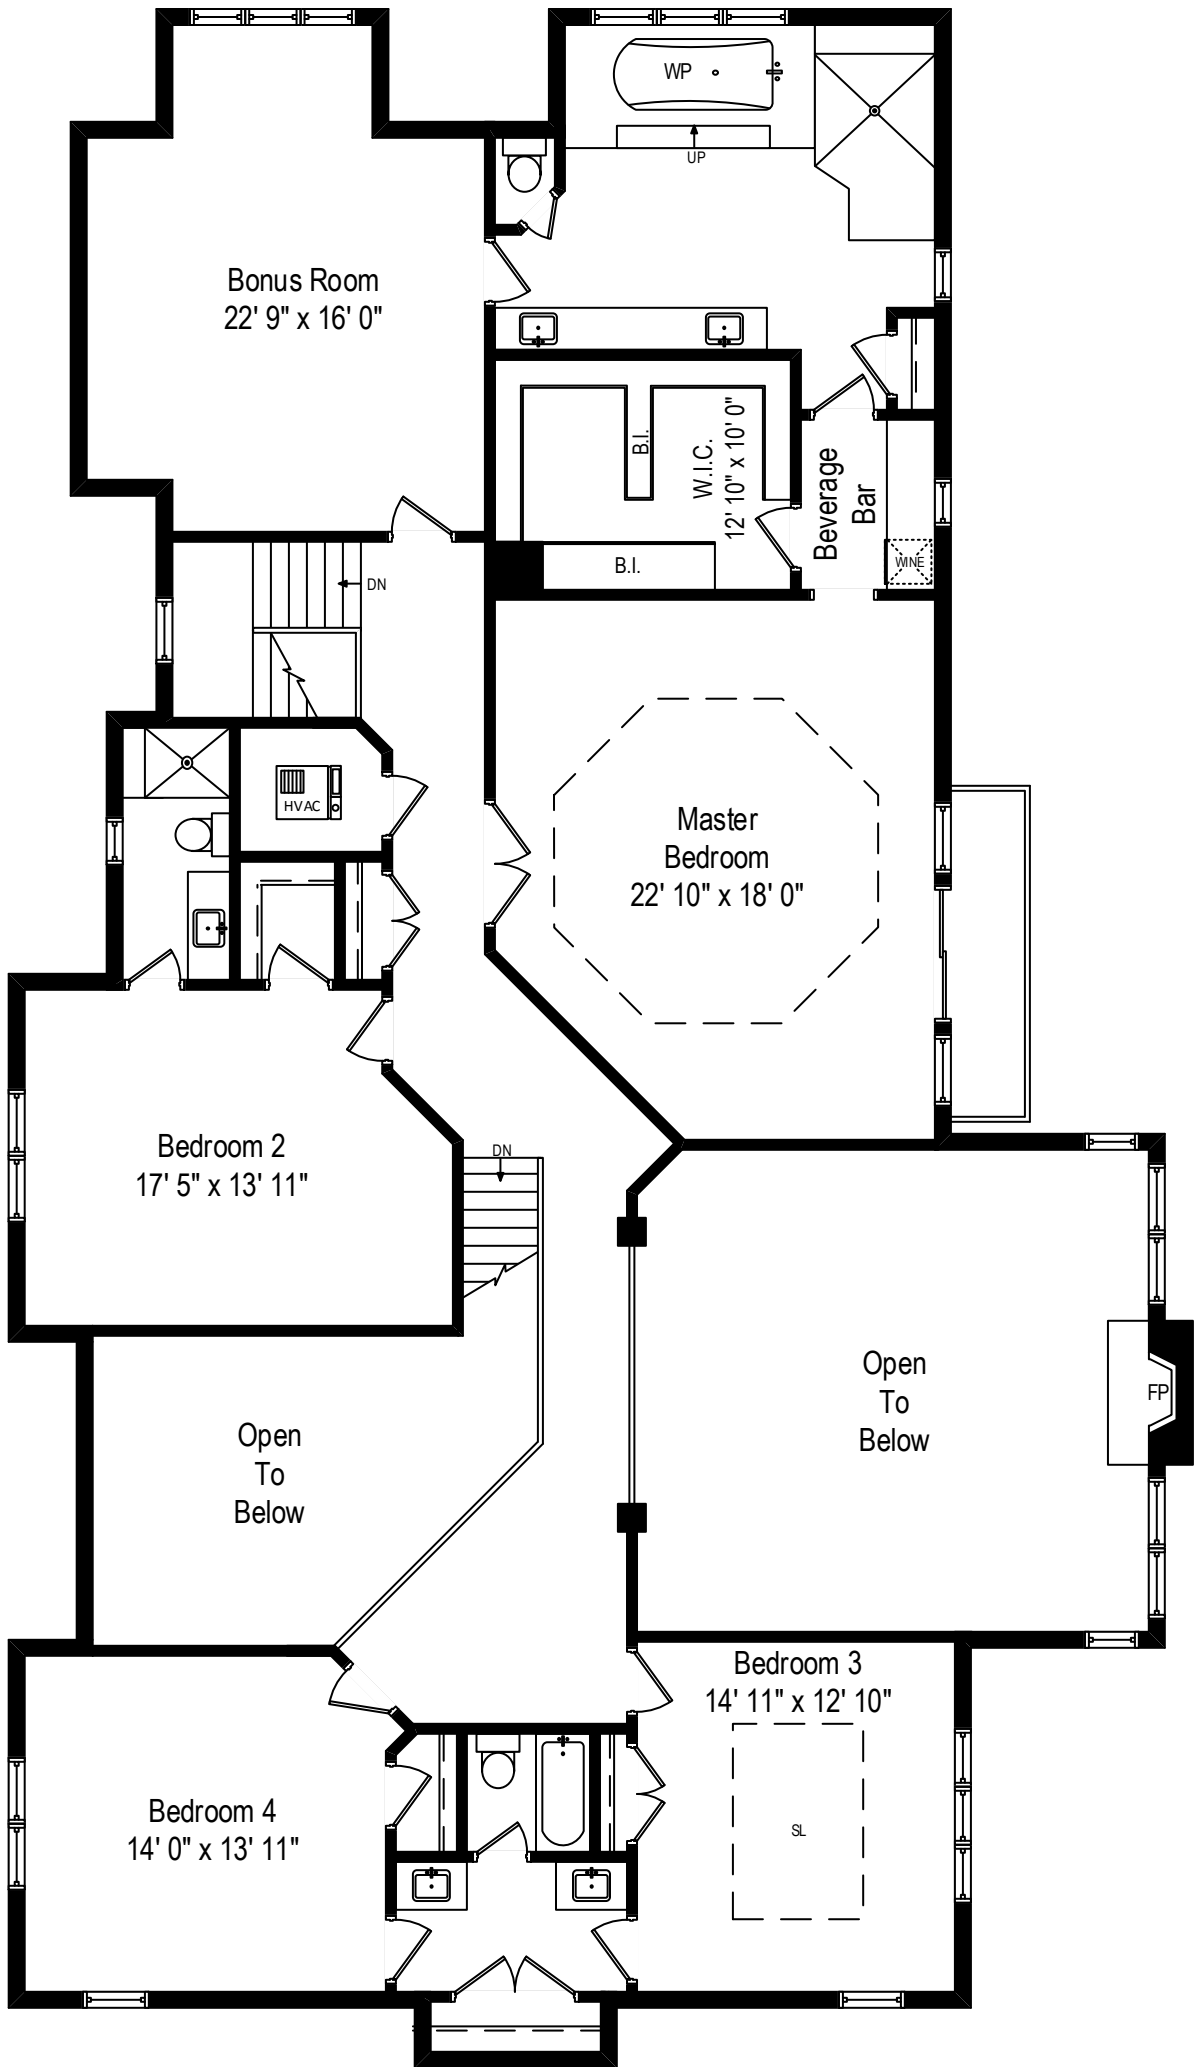 WP
UP
Bonus Room
22' 9" x 16' 0"
B.I.
W.I.C.
12' 10" x 10' 0"
Beverage
Bar
WINE
B.I.
DN
HVAC
Master
Bedroom
22' 10" x 18' 0"
Bedroom 2
17' 5" x 13' 11"
DN
Open
To
Below
FP
Open
To
Below
Bedroom 3
14' 11" x 12' 10"
SL
Bedroom 4
14' 0" x 13' 11"